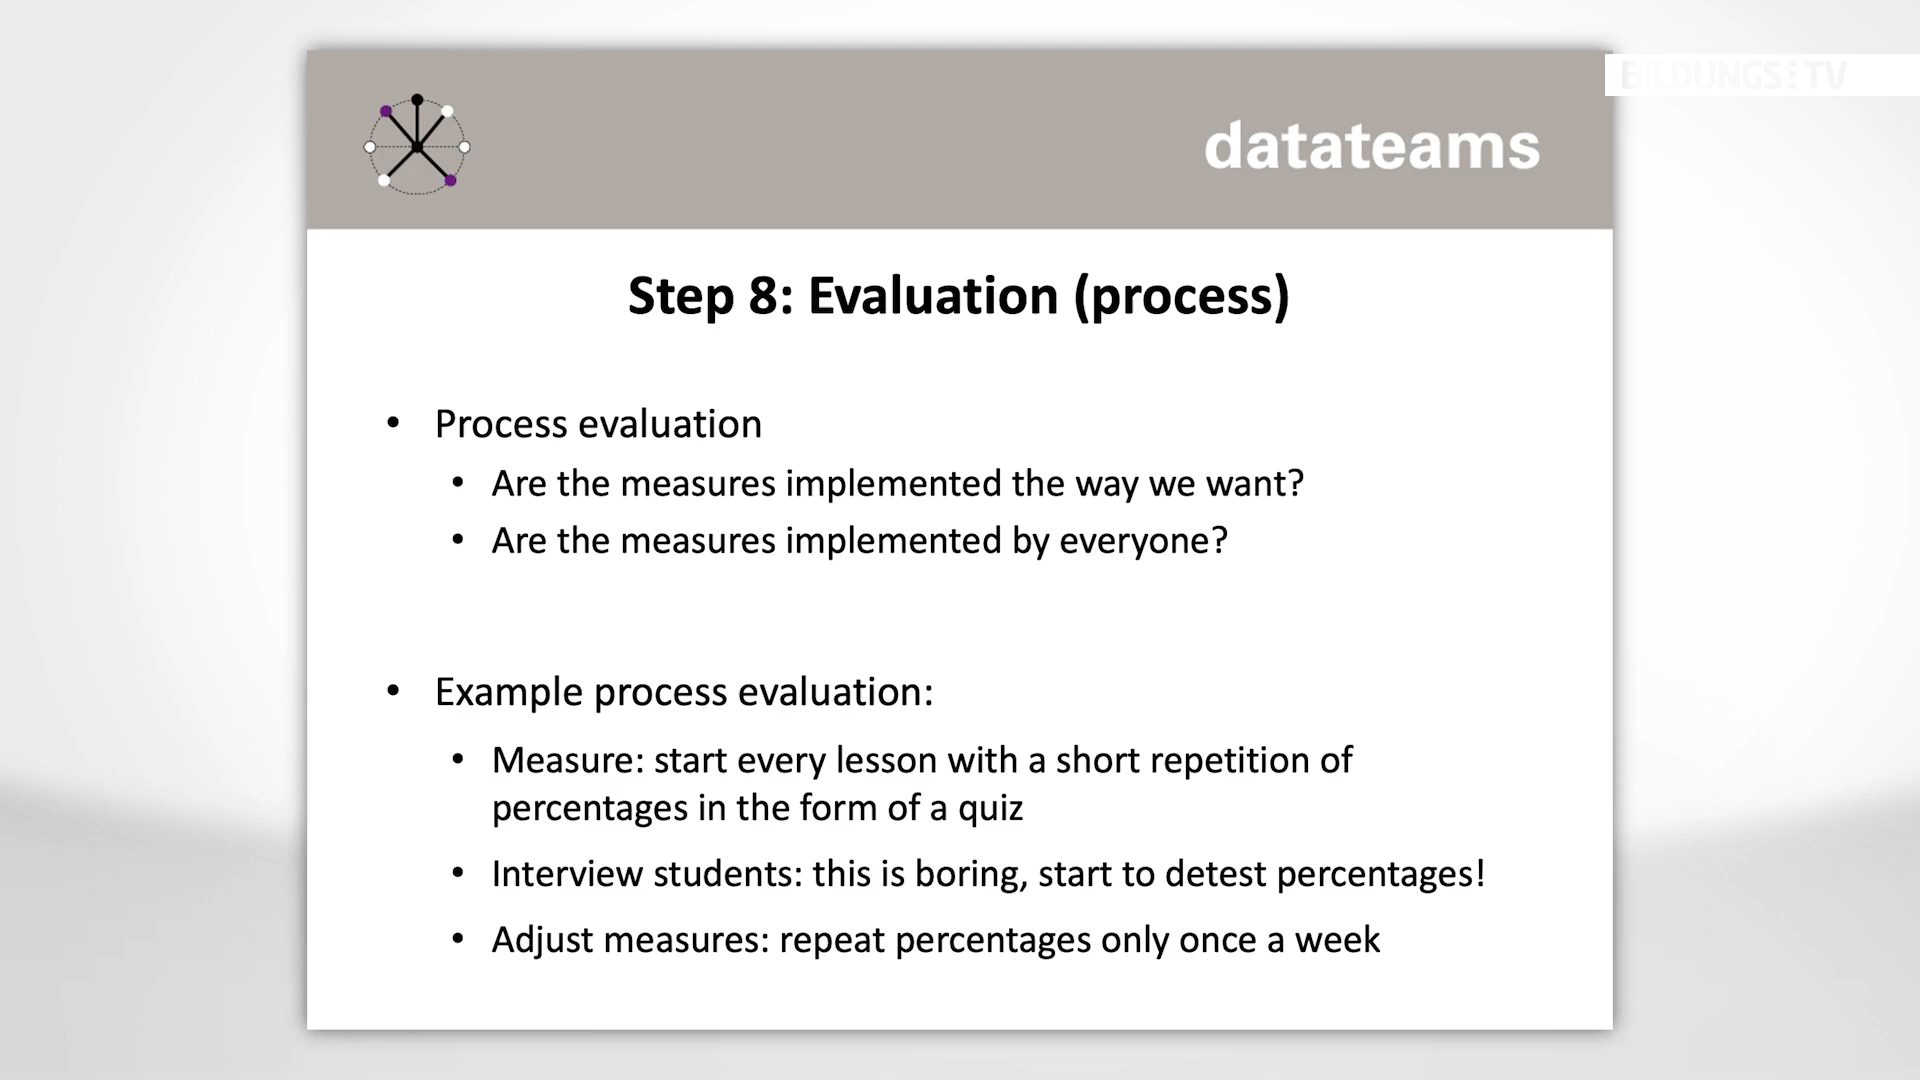 BILDUNGS TV
datateams
Step 8: Evaluation (process)
• Process evaluation
• Are the measures implemented the way we want?
• Are the measures implemented by everyone?
• Example process evaluation:
• Measure: start every lesson with a short repetition of
percentages in the form of a quiz
• Interview students: this is boring, start to detest percentages!
• Adjust measures: repeat percentages only once a week